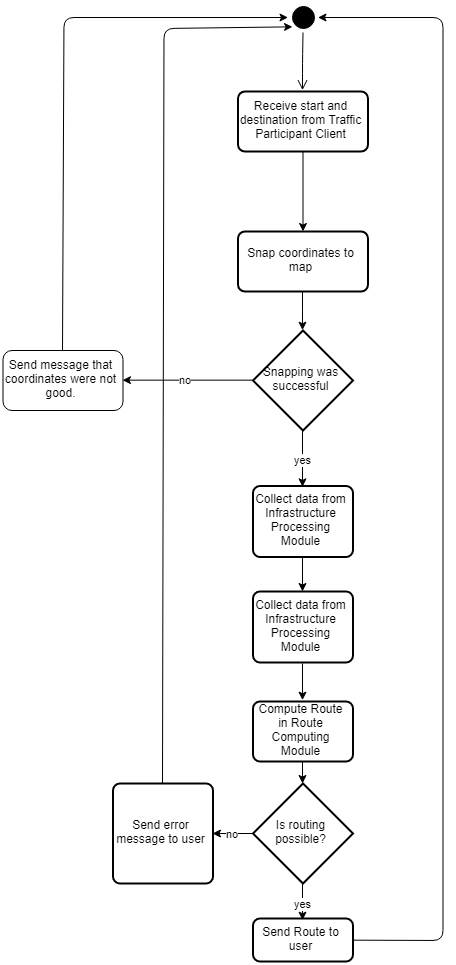 Receive start and
destination from Traffic
Participant Client
Snap coordinates to
map
Snapping was
successful
no
Send message that
coordinates were not
good.
yes
Collect data from
Infrastructure
Processing
Module
Collect data from
Infrastructure
Processing
Module
Compute Route
in Route
Computing
Module
Is routing
possible?
no
Send error
message to user
yes
Send Route to
user